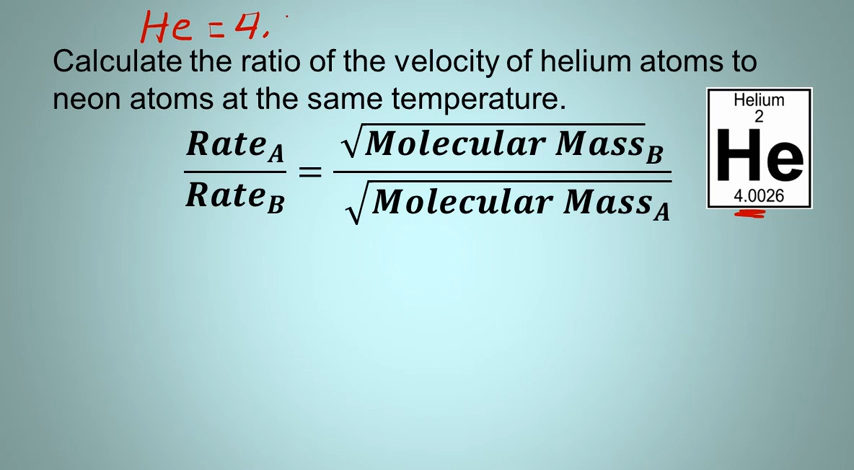 He = 4.
Calculate the ratio of the velocity of helium atoms to
neon atoms at the same temperature.
Rate_A / Rate_B = √Molecular Mass_B / √Molecular Mass_A
Helium
2
He
4.0026